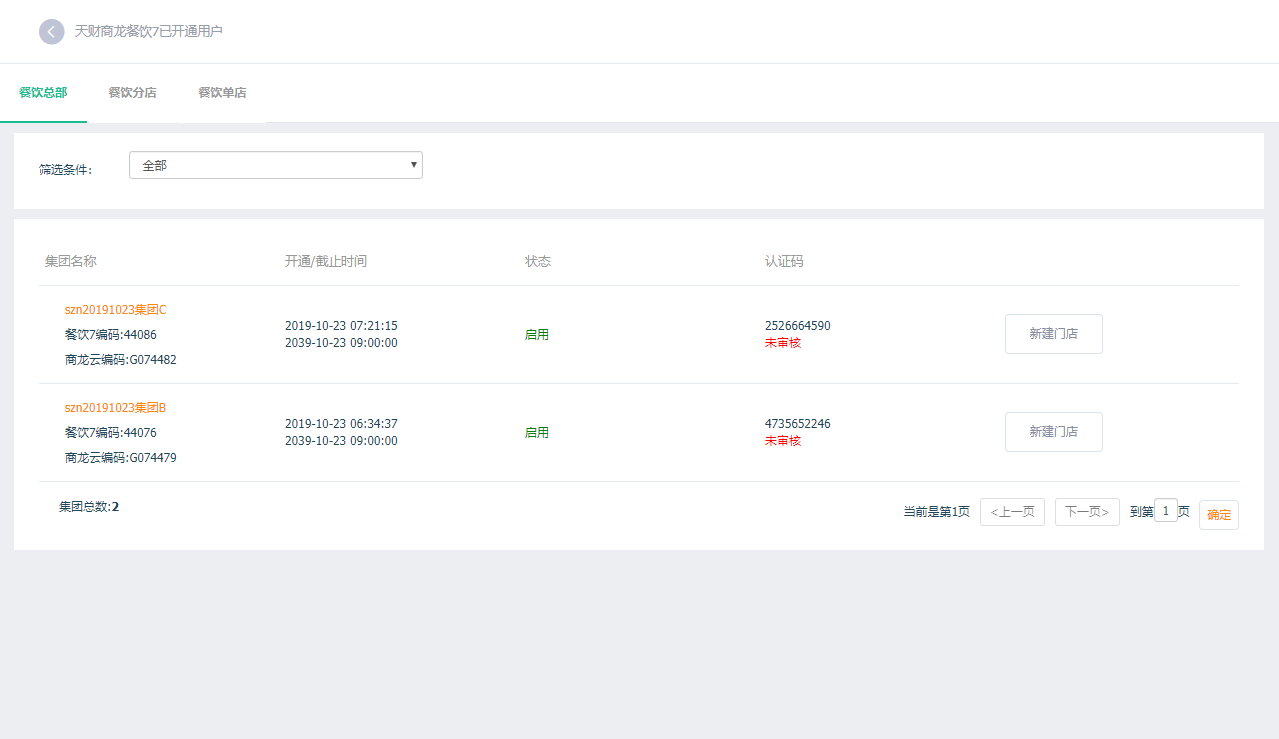 天财商龙餐饮7已开通用户
餐饮总部 餐饮分店 餐饮单店
筛选条件: 全部
集团名称 开通/截止时间 状态 认证码
szn20191023集团C
餐饮7编码:44086
商龙云编码:G074482
2019-10-23 07:21:15
2039-10-23 09:00:00
启用
2526664590
未审核
新建门店
szn20191023集团B
餐饮7编码:44076
商龙云编码:G074479
2019-10-23 06:34:37
2039-10-23 09:00:00
启用
4735652246
未审核
新建门店
集团总数:2
当前是第1页 <上一页 下一页> 到第 1 页 确定